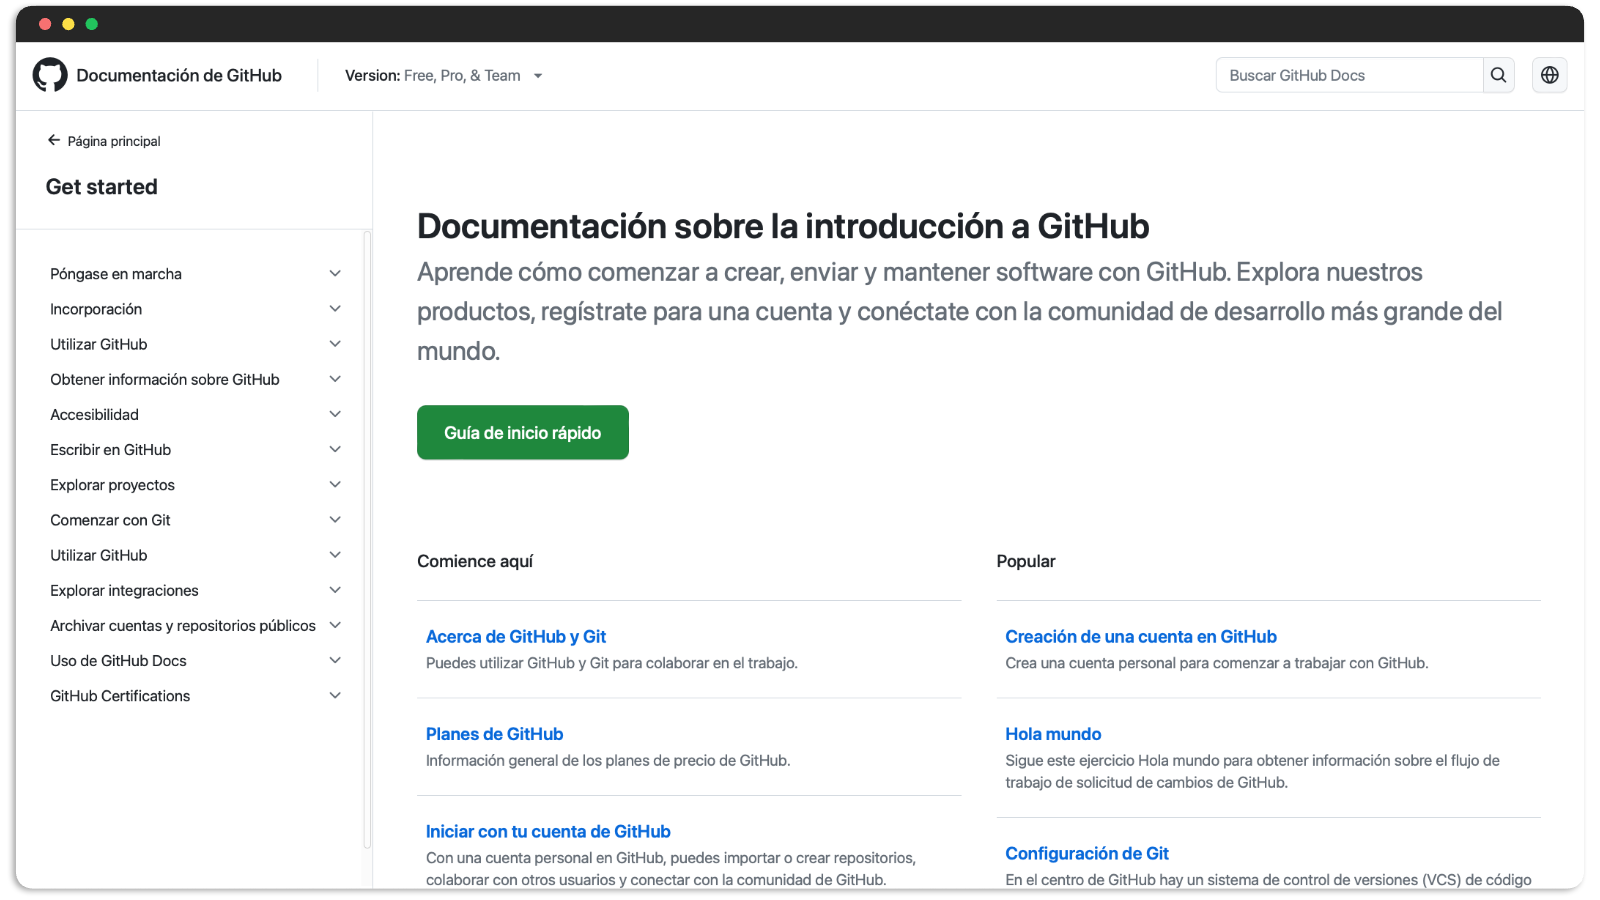 Documentación de GitHub
Version: Free, Pro, & Team
Buscar GitHub Docs
Página principal
Get started
Póngase en marcha
Incorporación
Utilizar GitHub
Obtener información sobre GitHub
Accesibilidad
Escribir en GitHub
Explorar proyectos
Comenzar con Git
Utilizar GitHub
Explorar integraciones
Archivar cuentas y repositorios públicos
Uso de GitHub Docs
GitHub Certifications
Documentación sobre la introducción a GitHub
Aprende cómo comenzar a crear, enviar y mantener software con GitHub. Explora nuestros
productos, regístrate para una cuenta y conéctate con la comunidad de desarrollo más grande del
mundo.
Guía de inicio rápido
Comience aquí
Acerca de GitHub y Git
Puedes utilizar GitHub y Git para colaborar en el trabajo.
Planes de GitHub
Información general de los planes de precio de GitHub.
Iniciar con tu cuenta de GitHub
Con una cuenta personal en GitHub, puedes importar o crear repositorios,
colaborar con otros usuarios y conectar con la comunidad de GitHub.
Popular
Creación de una cuenta en GitHub
Crea una cuenta personal para comenzar a trabajar con GitHub.
Hola mundo
Sigue este ejercicio Hola mundo para obtener información sobre el flujo de
trabajo de solicitud de cambios de GitHub.
Configuración de Git
En el centro de GitHub hay un sistema de control de versiones (VCS) de código